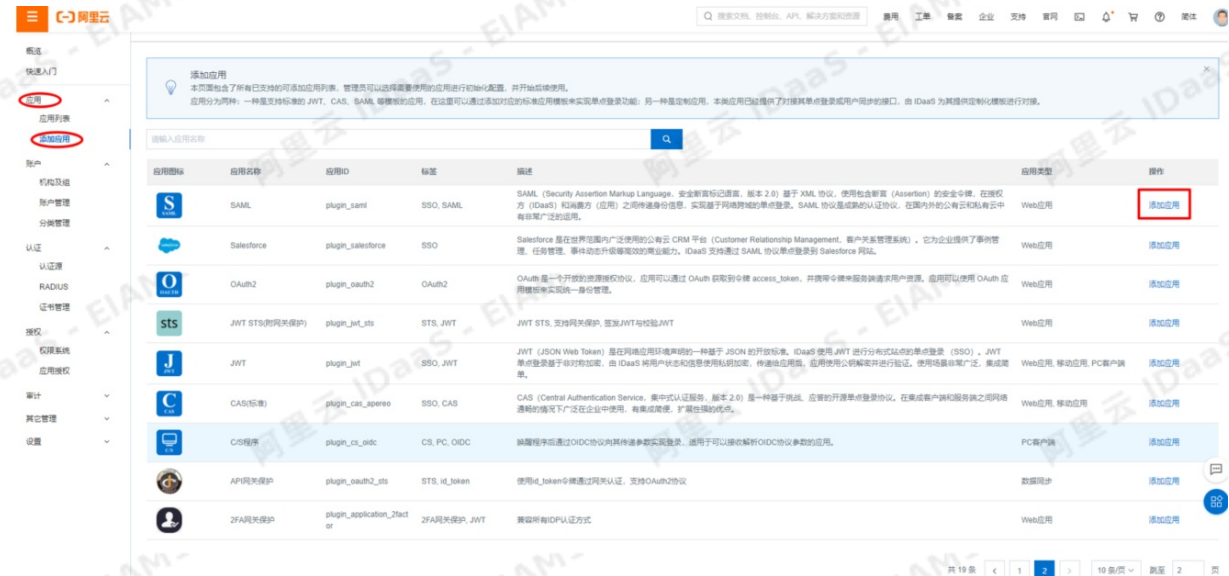 阿里云
搜索文档、控制台、API、解决方案和资源
费用 工单 备案 企业 支持 官网 简体
概览
快速入门
应用
应用列表
添加应用
账户
机构及组
账户管理
分类管理
认证
认证源
RADIUS
证书管理
授权
权限系统
应用授权
审计
其它管理
设置
添加应用
本页面包含了所有已支持的可添加应用列表，管理员可以选择需要使用的应用进行初始化配置，并开始后续使用。
应用分为两种：一种是支持标准的 JWT、CAS、SAML 等模板的应用，在这里可以通过添加对应的标准应用模板来实现单点登录功能；另一种是定制应用，本类应用已经提供了对接其单点登录或用户同步的接口，由 IDaaS 为其提供定制化模板进行对接。
请输入应用名称
应用图标 应用名称 应用ID 标签 描述 应用类型 操作
S SAML SAML plugin_saml SSO, SAML
SAML（Security Assertion Markup Language，安全断言标记语言，版本 2.0）基于 XML 协议，使用包含断言（Assertion）的安全令牌，在授权
方（IDaaS）和消费方（应用）之间传递身份信息，实现基于网络跨域的单点登录。SAML 协议是成熟的认证协议，在国内外的公有云和私有云中
有非常广泛的运用。
Web应用 添加应用
Salesforce plugin_salesforce SSO
Salesforce 是在世界范围内广泛使用的公有云 CRM 平台（Customer Relationship Management，客户关系管理系统）。它为企业提供了事例管
理、任务管理、事件动态升级等高效的商业能力。IDaaS 支持通过 SAML 协议单点登录到 Salesforce 网站。
Web应用 添加应用
O OAUTH OAuth2 plugin_oauth2 OAuth2
OAuth 是一个开放的资源授权协议，应用可以通过 OAuth 获取到令牌 access_token，并携带令牌来服务端请求用户资源。应用可以使用 OAuth 应
用模板来实现统一身份管理。
Web应用 添加应用
sts JWT STS(附网关保护) plugin_jwt_sts STS, JWT JWT STS, 支持网关保护, 签发JWT与校验JWT Web应用 添加应用
J JWT JWT plugin_jwt SSO, JWT
JWT（JSON Web Token）是在网络应用环境声明的一种基于 JSON 的开放标准。IDaaS 使用 JWT 进行分布式站点的单点登录 （SSO）。JWT
单点登录基于非对称加密，由 IDaaS 将用户状态和信息使用私钥加密，传递给应用后，应用使用公钥解密并进行验证。使用场景非常广泛，集成简
单。
Web应用, 移动应用, PC客户端 添加应用
C CAS CAS(标准) plugin_cas_apereo SSO, CAS
CAS（Central Authentication Service，集中式认证服务，版本 2.0）是一种基于挑战、应答的开源单点登录协议。在集成客户端和服务端之间网络
通畅的情况下广泛在企业中使用，有集成简便，扩展性强的优点。
Web应用, 移动应用 添加应用
CS C/S程序 plugin_cs_oidc CS, PC, OIDC 唤醒程序后通过OIDC协议向其传递参数实现登录，适用于可以接收解析OIDC协议参数的应用。 PC客户端 添加应用
API网关保护 plugin_oauth2_sts STS, id_token 使用id_token令牌通过网关认证，支持OAuth2协议 数据同步 添加应用
2FA网关保护 plugin_application_2fact
or 2FA网关保护, JWT 兼容所有IDP认证方式 Web应用 添加应用
共 19 条 < 1 2 > 10 条/页 跳至 2 页
阿里云 IDaaS - EIAM